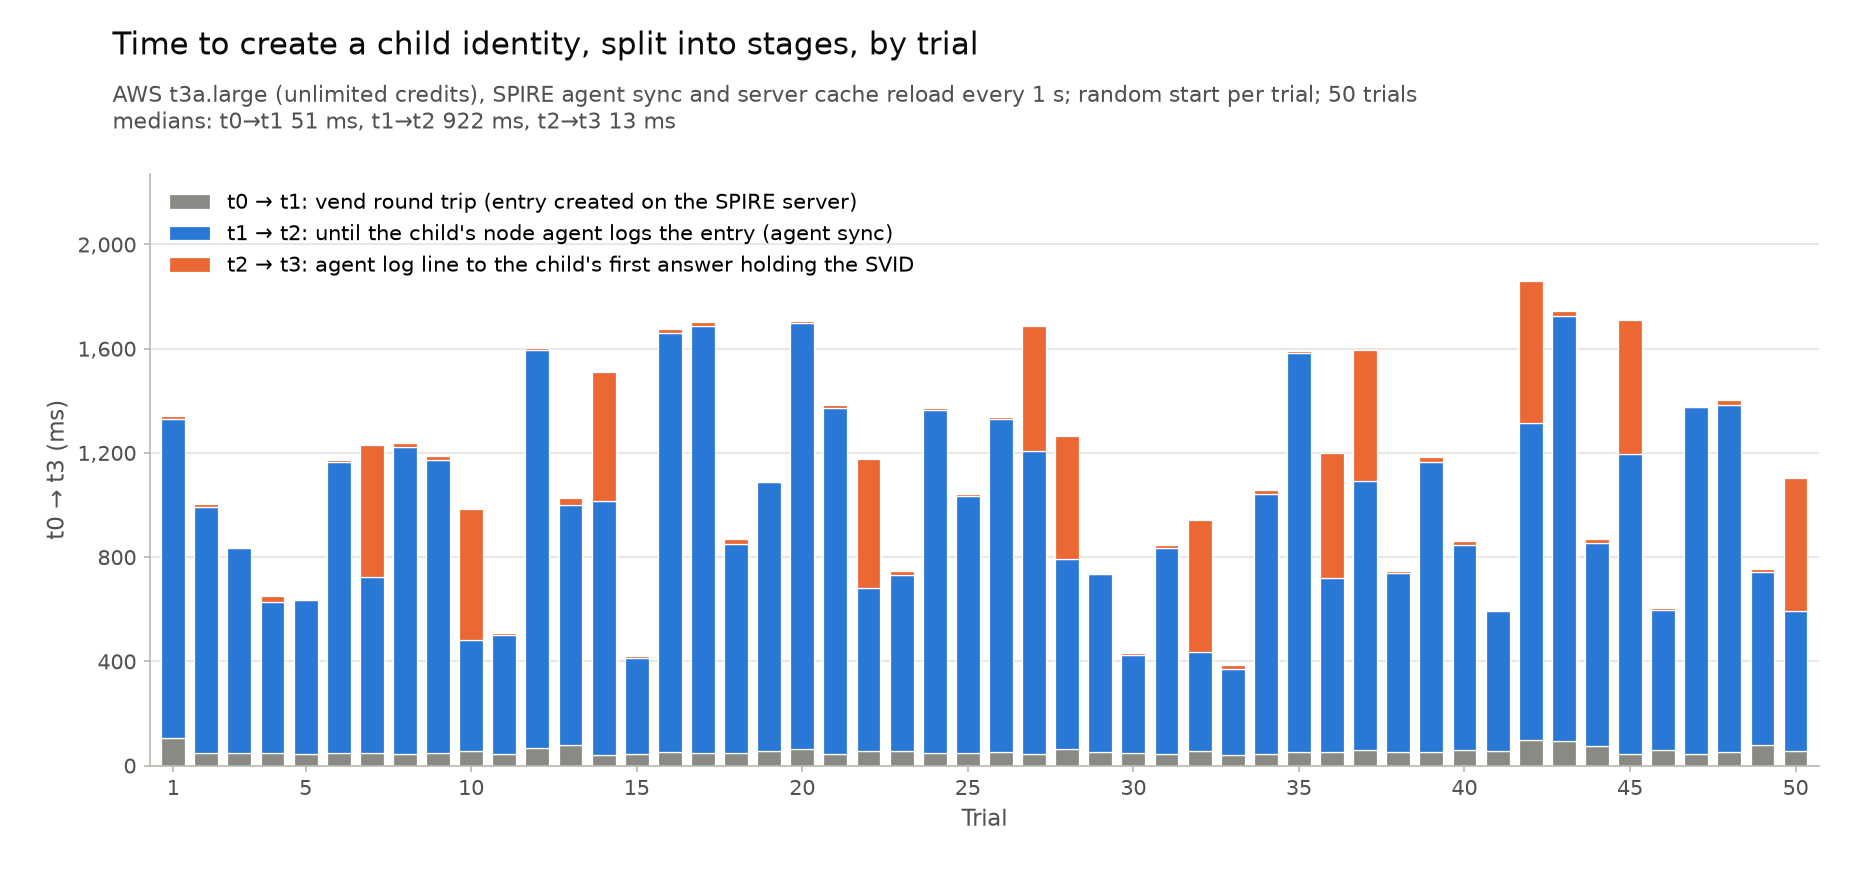 Time to create a child identity, split into stages, by trial
AWS t3a.large (unlimited credits), SPIRE agent sync and server cache reload every 1 s; random start per trial; 50 trials
medians: t0→t1 51 ms, t1→t2 922 ms, t2→t3 13 ms
t0 → t1: vend round trip (entry created on the SPIRE server)
t1 → t2: until the child's node agent logs the entry (agent sync)
t2 → t3: agent log line to the child's first answer holding the SVID
t0 → t3 (ms)
2,000
1,600
1,200
800
400
0
1 5 10 15 20 25 30 35 40 45 50
Trial